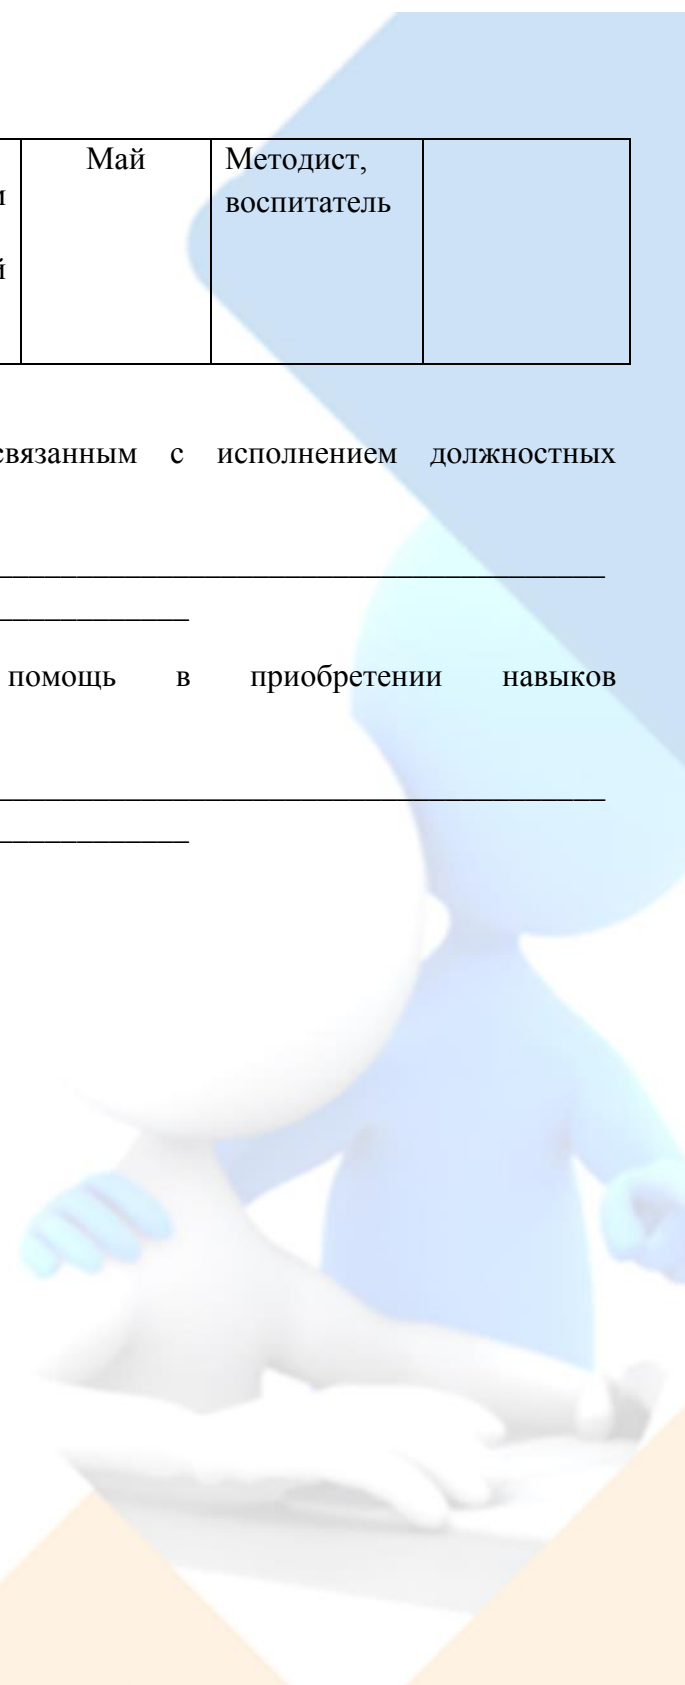 Май Методист,
и воспитатель
й
связанным с исполнением должностных
помощь в приобретении навыков